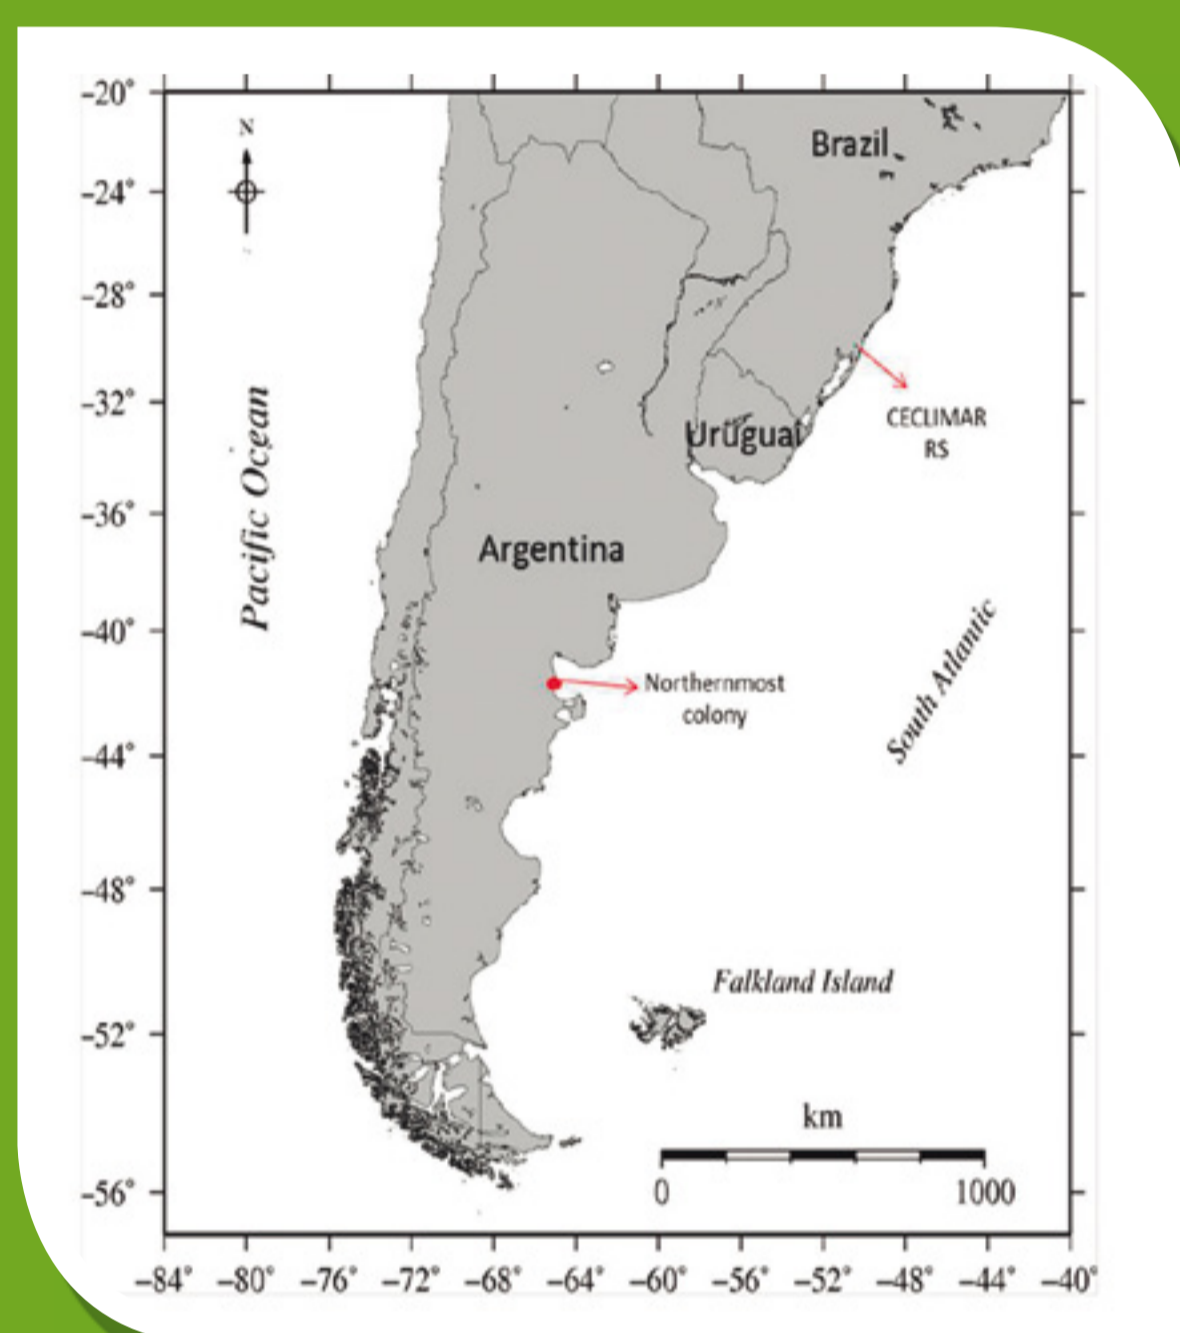 −20°
−24°
−28°
−32°
−36°
−40°
−44°
−48°
−52°
−56°
N
Brazil
CECLIMAR
RS
Uruguai
Pacific Ocean
Argentina
South Atlantic
Northernmost
colony
Falkland Island
km
0 1000
−84° −80° −76° −72° −68° −64° −60° −56° −52° −48° −44° −40°